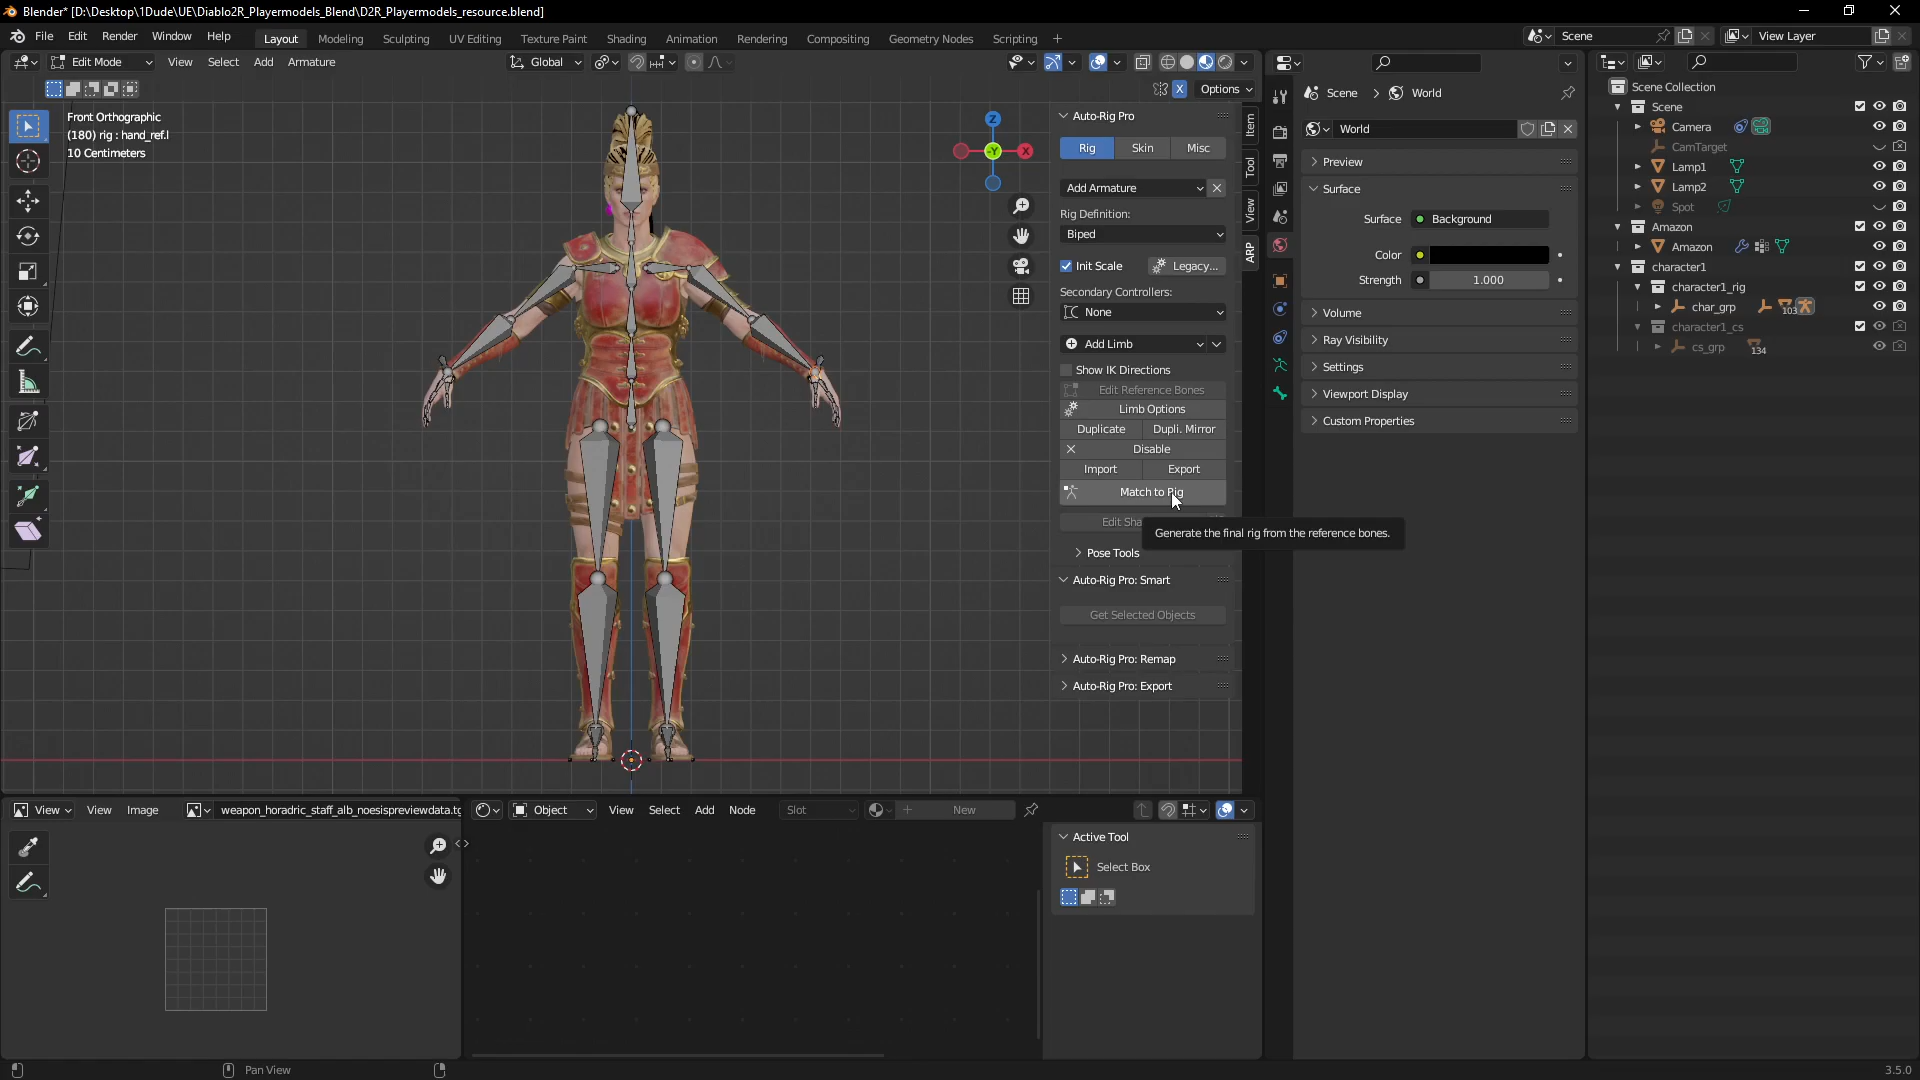 Blender* [D:\Desktop\1Dude\UE\Diablo2R_Playermodels_Blend\D2R_Playermodels_resource.blend]
File Edit Render Window Help Layout Modeling Sculpting UV Editing Texture Paint Shading Animation Rendering Compositing Geometry Nodes Scripting + Scene View Layer
Edit Mode View Select Add Armature Global
X Options
Front Orthographic
(180) rig : hand_ref.l
10 Centimeters
Z
-Y X
Item
Tool
View
ARP
Auto-Rig Pro
Rig Skin Misc
Add Armature
Rig Definition:
Biped
Init Scale Legacy...
Secondary Controllers:
None
Add Limb
Show IK Directions
Edit Reference Bones
Limb Options
Duplicate Dupli. Mirror
Disable
Import Export
Match to Rig
Edit Sha
Generate the final rig from the reference bones.
Pose Tools
Auto-Rig Pro: Smart
Get Selected Objects
Auto-Rig Pro: Remap
Auto-Rig Pro: Export
Scene > World
World
Preview
Surface
Surface Background
Color
Strength 1.000
Volume
Ray Visibility
Settings
Viewport Display
Custom Properties
Scene Collection
Scene
Camera
CamTarget
Lamp1
Lamp2
Spot
Amazon
Amazon
character1
character1_rig
char_grp 103
character1_cs
cs_grp 134
View View Image weapon_horadric_staff_alb_noesispreviewdata.tg
Object View Select Add Node Slot New
Active Tool
Select Box
Pan View
3.5.0